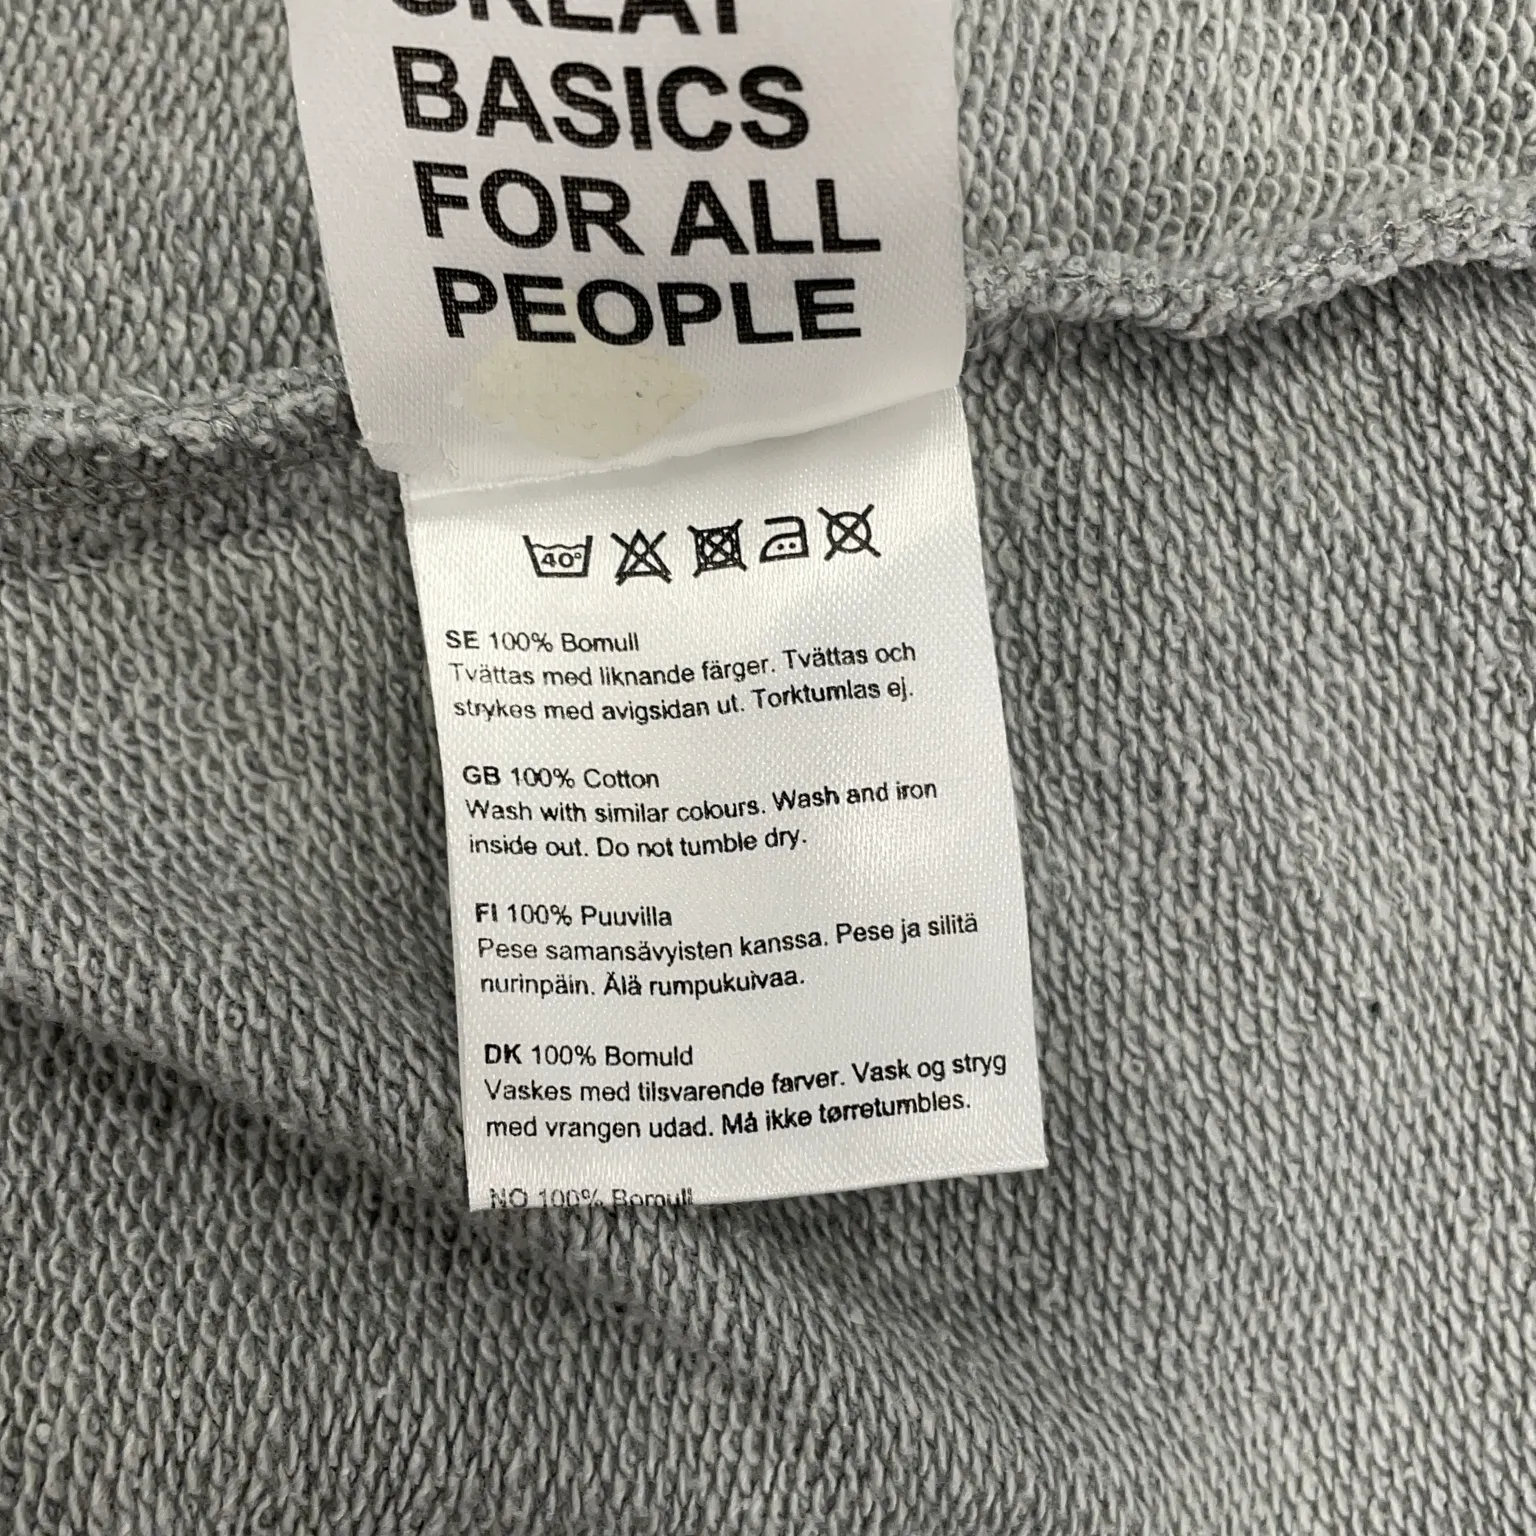 GREAT
BASICS
FOR ALL
PEOPLE
40°
SE 100% Bomull
Tvättas med liknande färger. Tvättas och
strykes med avigsidan ut. Torktumlas ej.
GB 100% Cotton
Wash with similar colours. Wash and iron
inside out. Do not tumble dry.
FI 100% Puuvilla
Pese samansävyisten kanssa. Pese ja silitä
nurinpäin. Älä rumpukuivaa.
DK 100% Bomuld
Vaskes med tilsvarende farver. Vask og stryg
med vrangen udad. Må ikke tørretumbles.
NO 100% Bomull